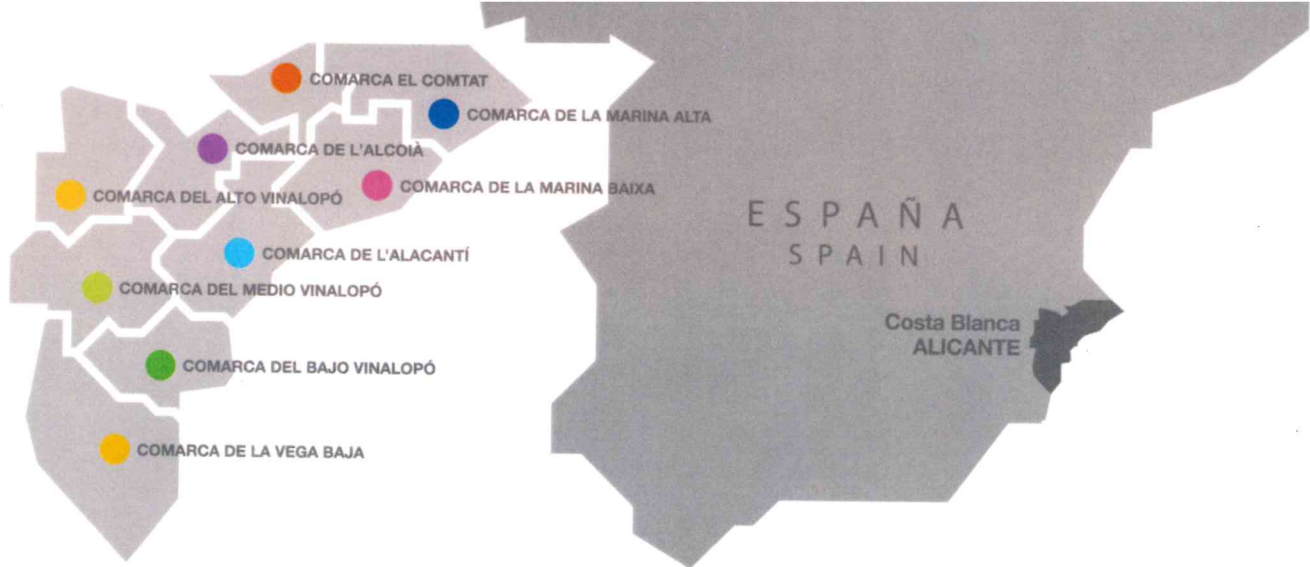 COMARCA EL COMTAT
COMARCA DE LA MARINA ALTA
COMARCA DE L'ALCOIÀ
COMARCA DE LA MARINA BAIXA
COMARCA DEL ALTO VINALOPÓ
COMARCA DE L'ALACANTÍ
COMARCA DEL MEDIO VINALOPÓ
COMARCA DEL BAJO VINALOPÓ
COMARCA DE LA VEGA BAJA
ESPAÑA
SPAIN
Costa Blanca
ALICANTE